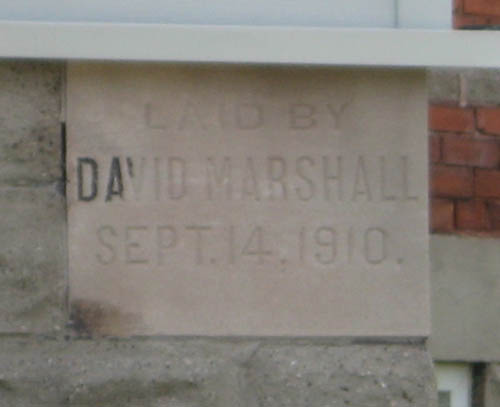 LAID BY
DAVID MARSHALL
SEPT. 14, 1910.